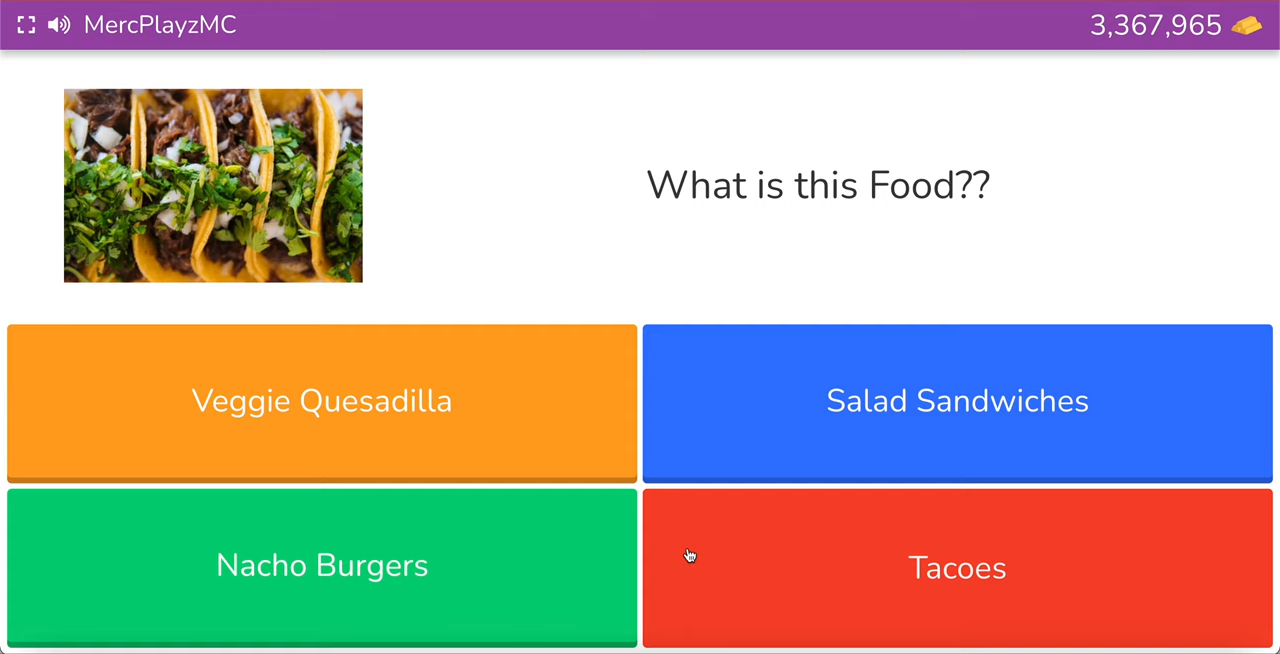 MercPlayzMC
3,367,965
What is this Food??
Veggie Quesadilla
Salad Sandwiches
Nacho Burgers
Tacoes